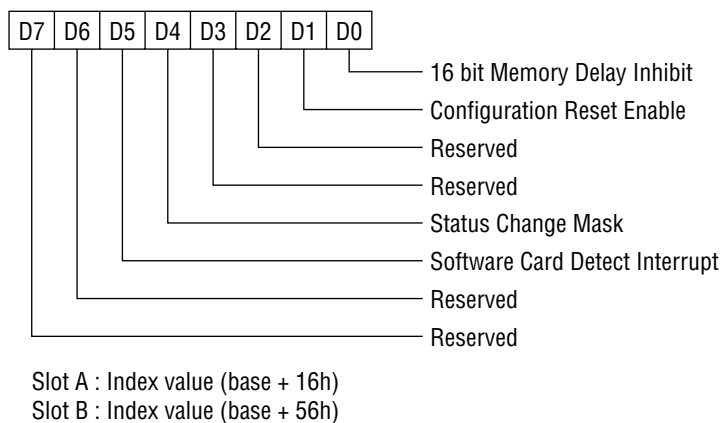 D7 D6 D5 D4 D3 D2 D1 D0
16 bit Memory Delay Inhibit
Configuration Reset Enable
Reserved
Reserved
Status Change Mask
Software Card Detect Interrupt
Reserved
Reserved
Slot A : Index value (base + 16h)
Slot B : Index value (base + 56h)